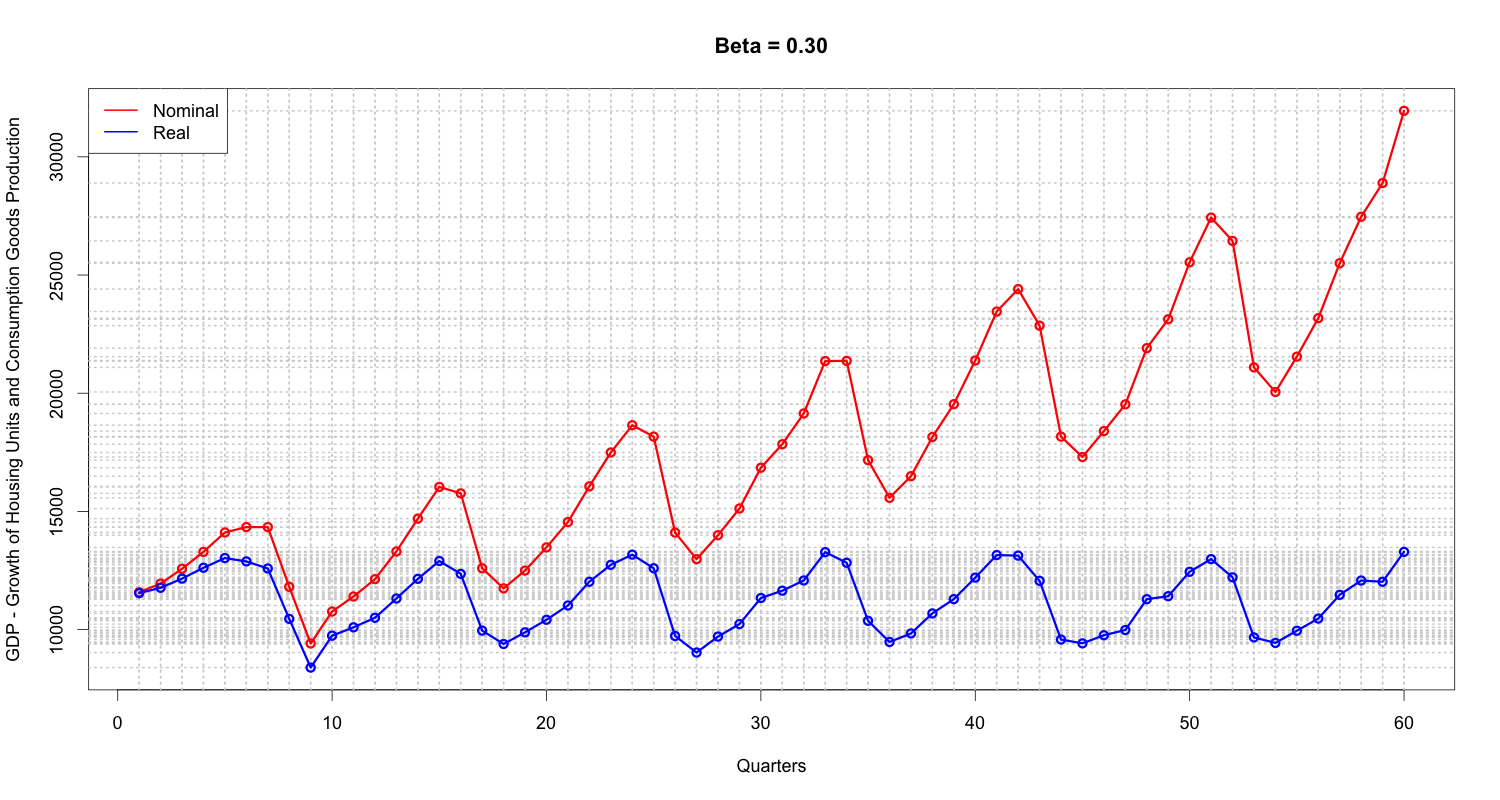 Beta = 0.30
Nominal
Real
GDP - Growth of Housing Units and Consumption Goods Production
30000
25000
20000
15000
10000
0 10 20 30 40 50 60
Quarters